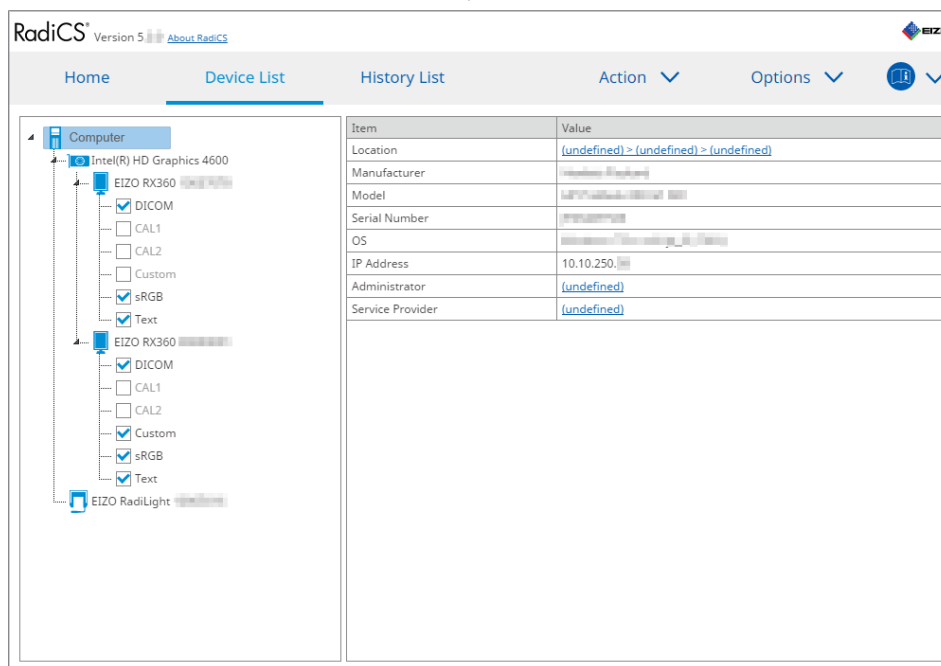 RadiCS® Version 5. About RadiCS
EIZ
Home Device List History List Action Options
Computer
Intel(R) HD Graphics 4600
EIZO RX360
DICOM
CAL1
CAL2
Custom
sRGB
Text
EIZO RX360
DICOM
CAL1
CAL2
Custom
sRGB
Text
EIZO RadiLight
Item Value
Location (undefined) > (undefined) > (undefined)
Manufacturer
Model
Serial Number
OS
IP Address 10.10.250.
Administrator (undefined)
Service Provider (undefined)